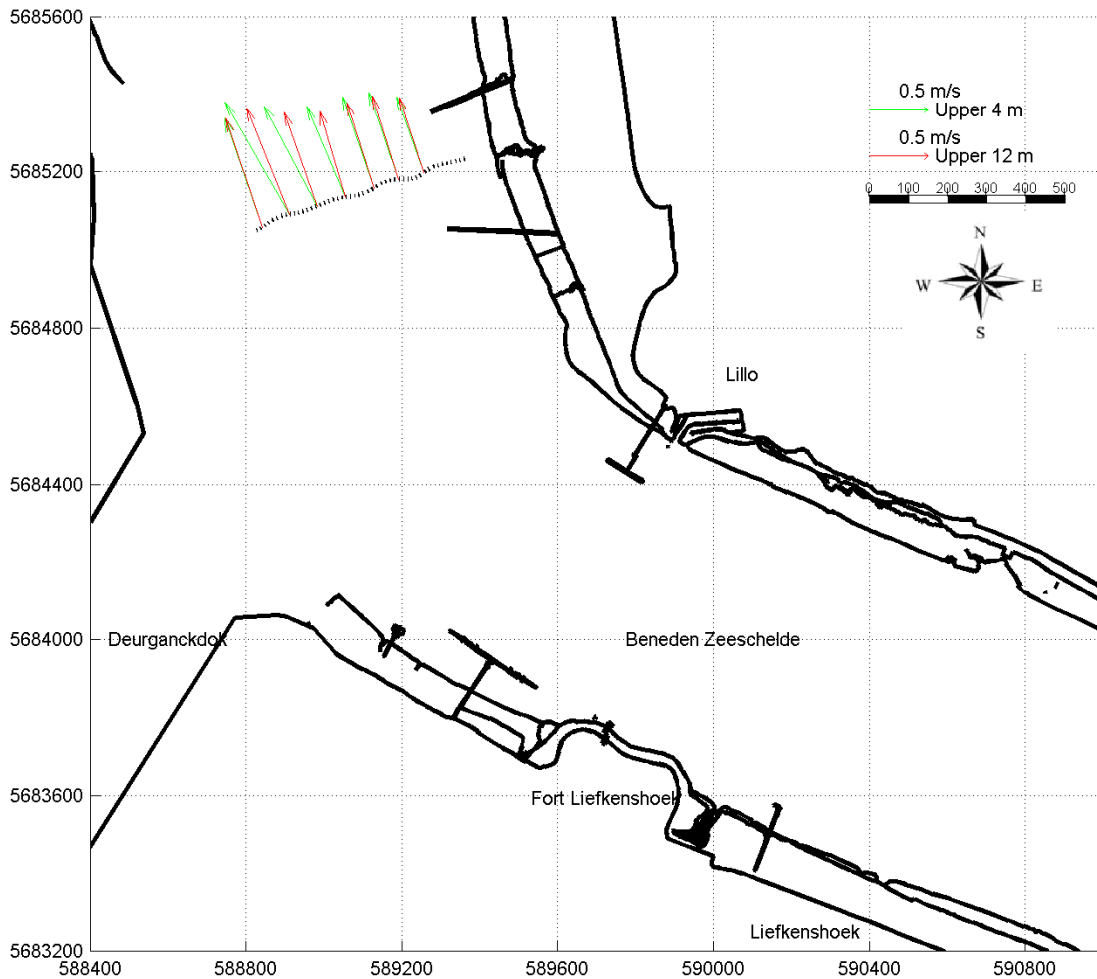 5685600
5685200
5684800
5684400
5684000
5683600
5683200
588400 588800 589200 589600 590000 590400 590800
0.5 m/s
Upper 4 m
0.5 m/s
Upper 12 m
0 100 200 300 400 500
N
W E
S
Lillo
Deurganckdok
Beneden Zeeschelde
Fort Liefkenshoek
Liefkenshoek